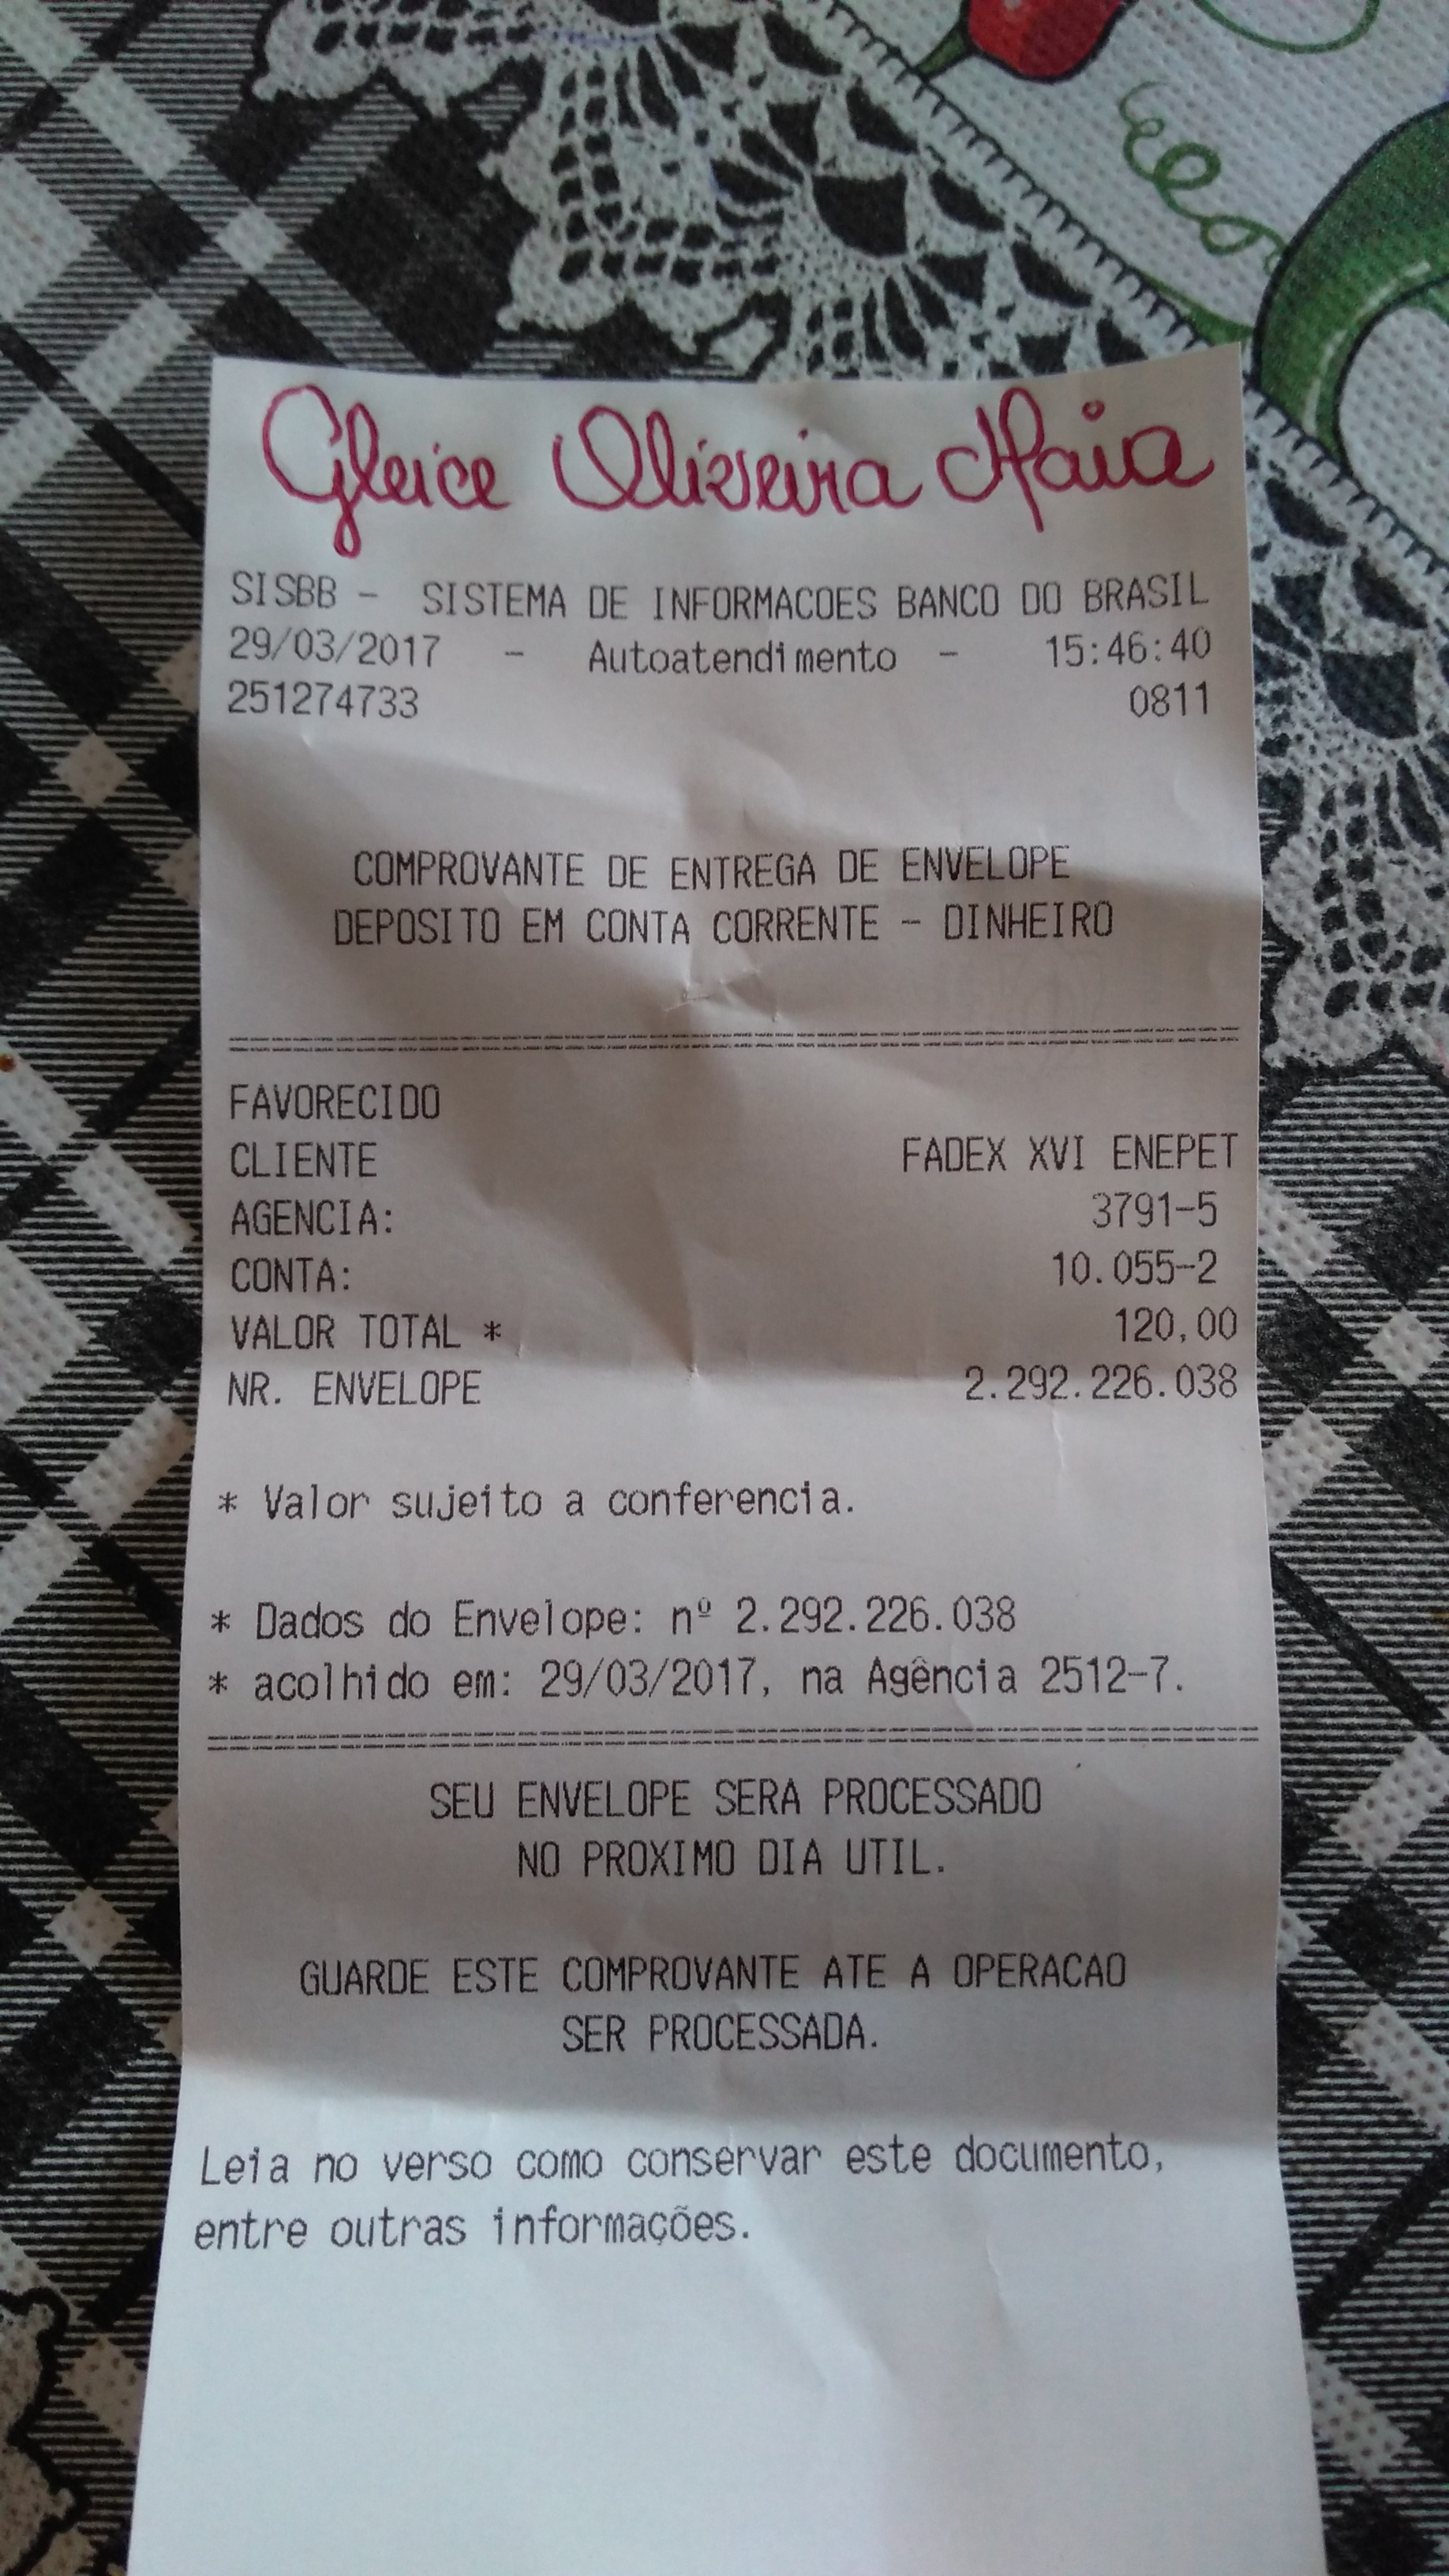 Gleice Oliveira Maia
SISBB - SISTEMA DE INFORMACOES BANCO DO BRASIL
29/03/2017 - Autoatendimento - 15:46:40
251274733 0811
COMPROVANTE DE ENTREGA DE ENVELOPE
DEPOSITO EM CONTA CORRENTE - DINHEIRO
FAVORECIDO
CLIENTE FADEX XVI ENEPET
AGENCIA: 3791-5
CONTA: 10.055-2
VALOR TOTAL * 120,00
NR. ENVELOPE 2.292.226.038
* Valor sujeito a conferencia.
* Dados do Envelope: nº 2.292.226.038
* acolhido em: 29/03/2017, na Agência 2512-7.
SEU ENVELOPE SERA PROCESSADO
NO PROXIMO DIA UTIL.
GUARDE ESTE COMPROVANTE ATE A OPERACAO
SER PROCESSADA.
Leia no verso como conservar este documento,
entre outras informações.